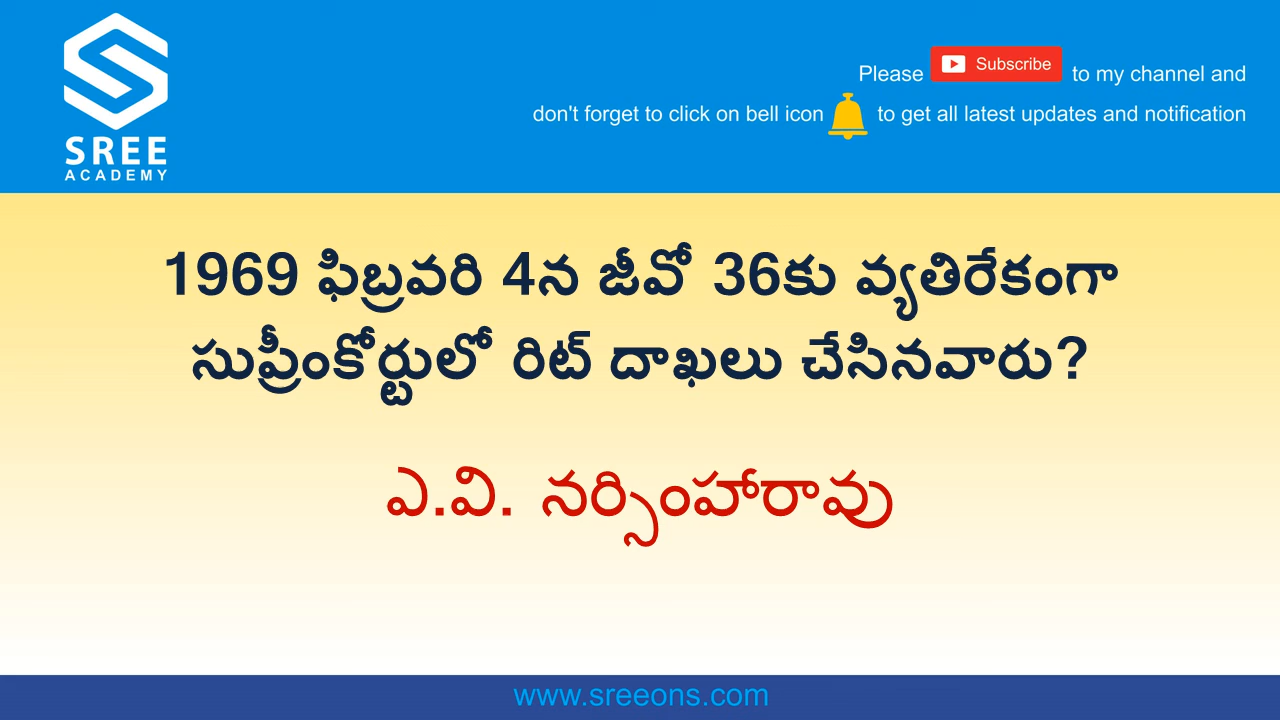 SREE
ACADEMY
Please Subscribe to my channel and
don't forget to click on bell icon to get all latest updates and notification
1969 ఫిబ్రవరి 4న జీవో 36కు వ్యతిరేకంగా
సుప్రీంకోర్టులో రిట్ దాఖలు చేసినవారు?
ఎ.వి. నర్సింహారావు
www.sreeons.com